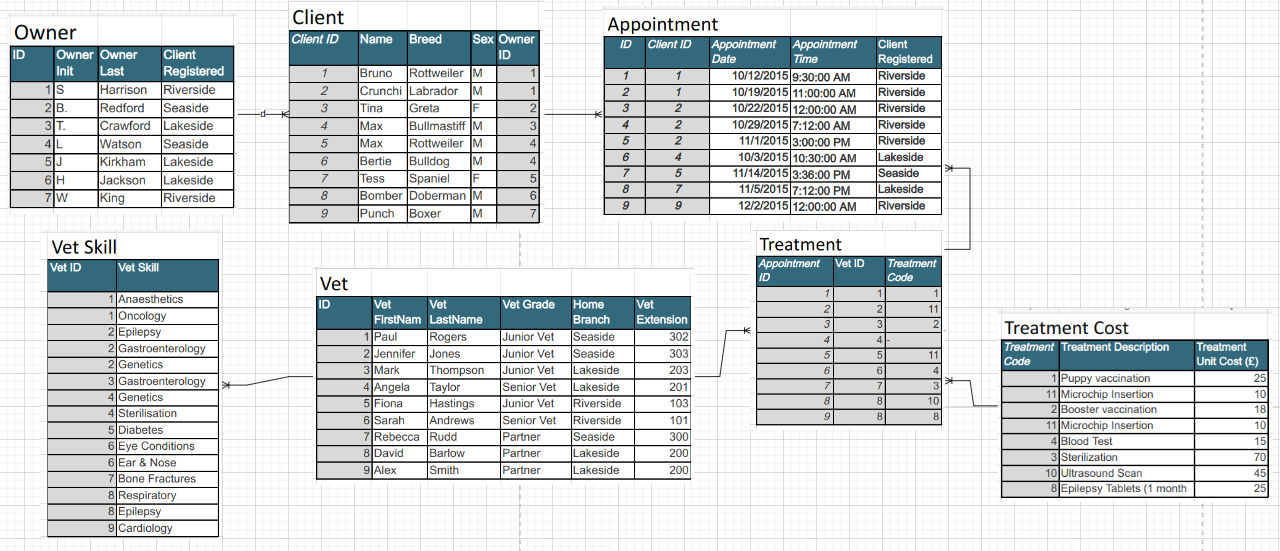 Owner
ID Owner Init Owner Last Client Registered
1 S Harrison Riverside
2 B. Redford Seaside
3 T. Crawford Lakeside
4 L Watson Seaside
5 J Kirkham Lakeside
6 H Jackson Lakeside
7 W King Riverside
d
Client
Client ID Name Breed Sex Owner ID
1 Bruno Rottweiler M 1
2 Crunchi Labrador M 1
3 Tina Greta F 2
4 Max Bullmastiff M 3
5 Max Rottweiler M 4
6 Bertie Bulldog M 4
7 Tess Spaniel F 5
8 Bomber Doberman M 6
9 Punch Boxer M 7
Appointment
ID Client ID Appointment Date Appointment Time Client Registered
1 1 10/12/2015 9:30:00 AM Riverside
2 1 10/19/2015 11:00:00 AM Riverside
3 2 10/22/2015 12:00:00 AM Riverside
4 2 10/29/2015 7:12:00 AM Riverside
5 2 11/1/2015 3:00:00 PM Riverside
6 4 10/3/2015 10:30:00 AM Lakeside
7 5 11/14/2015 3:36:00 PM Seaside
8 7 11/5/2015 7:12:00 PM Lakeside
9 9 12/2/2015 12:00:00 AM Riverside
Vet Skill
Vet ID Vet Skill
1 Anaesthetics
1 Oncology
2 Epilepsy
2 Gastroenterology
2 Genetics
3 Gastroenterology
4 Genetics
4 Sterilisation
5 Diabetes
6 Eye Conditions
6 Ear & Nose
7 Bone Fractures
8 Respiratory
8 Epilepsy
9 Cardiology
Vet
ID Vet FirstNam Vet LastName Vet Grade Home Branch Vet Extension
1 Paul Rogers Junior Vet Seaside 302
2 Jennifer Jones Junior Vet Seaside 303
3 Mark Thompson Junior Vet Lakeside 203
4 Angela Taylor Senior Vet Lakeside 201
5 Fiona Hastings Junior Vet Riverside 103
6 Sarah Andrews Senior Vet Riverside 101
7 Rebecca Rudd Partner Seaside 300
8 David Barlow Partner Lakeside 200
9 Alex Smith Partner Lakeside 200
Treatment
Appointment ID Vet ID Treatment Code
1 1 1
2 2 11
3 3 2
4 4 -
5 5 11
6 6 4
7 7 3
8 8 10
9 8 8
Treatment Cost
Treatment Code Treatment Description Treatment Unit Cost (£)
1 Puppy vaccination 25
11 Microchip Insertion 10
2 Booster vaccination 18
11 Microchip Insertion 10
4 Blood Test 15
3 Sterilization 70
10 Ultrasound Scan 45
8 Epilepsy Tablets (1 month 25